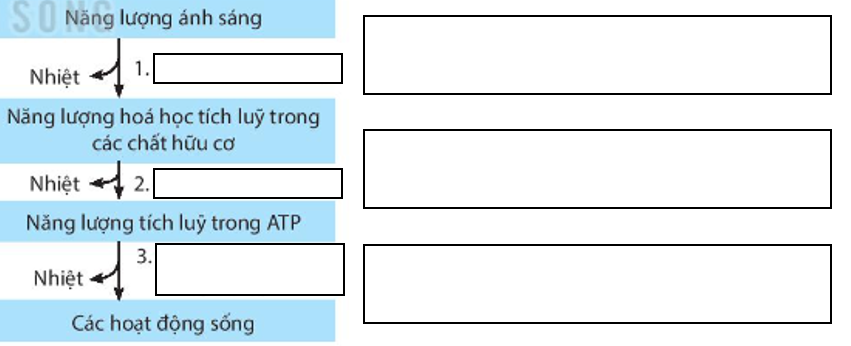 SONG
Năng lượng ánh sáng
Nhiệt
1.
Năng lượng hoá học tích luỹ trong
các chất hữu cơ
Nhiệt
2.
Năng lượng tích luỹ trong ATP
3.
Nhiệt
Các hoạt động sống